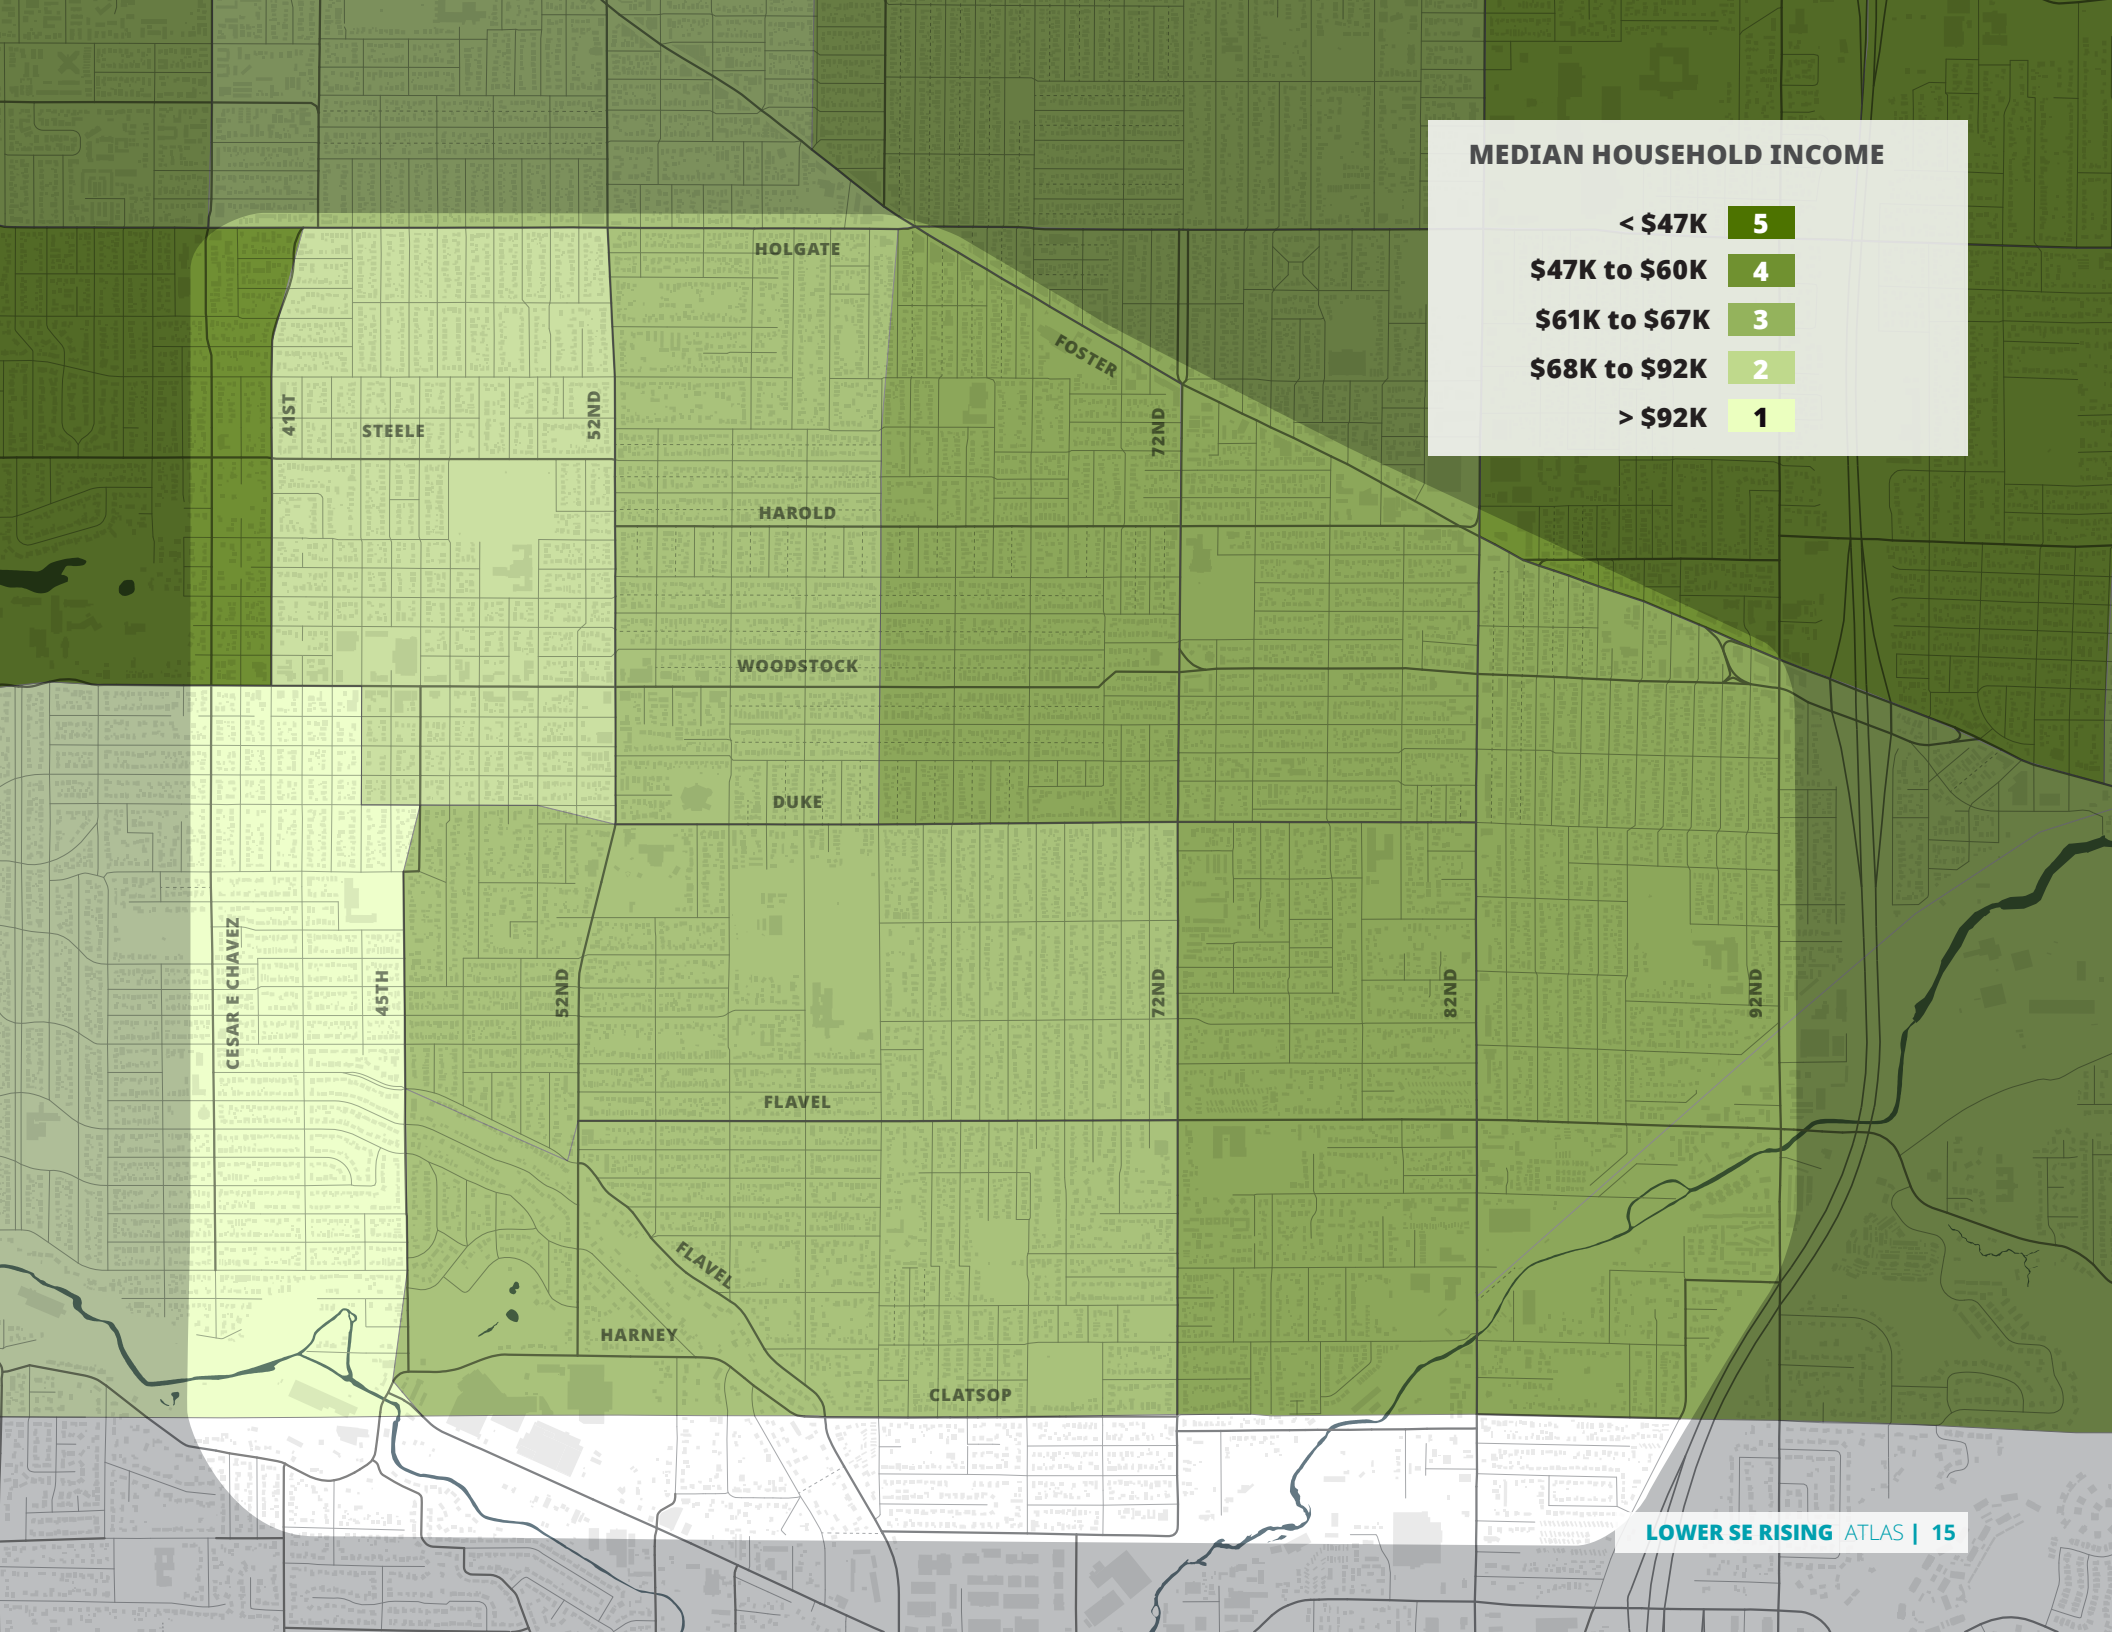 MEDIAN HOUSEHOLD INCOME
< $47K 5
$47K to $60K 4
$61K to $67K 3
$68K to $92K 2
> $92K 1
HOLGATE
FOSTER
41ST
STEELE
52ND
72ND
HAROLD
WOODSTOCK
DUKE
CESAR E CHAVEZ
45TH
52ND
72ND
82ND
92ND
FLAVEL
FLAVEL
HARNEY
CLATSOP
LOWER SE RISING ATLAS | 15